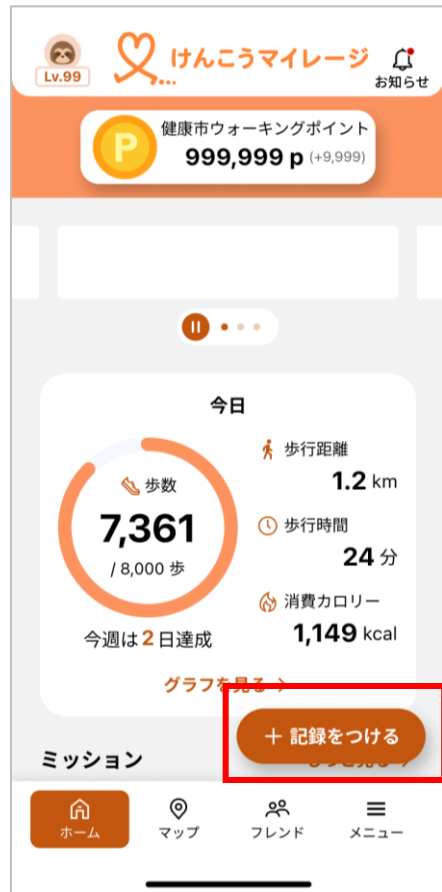 Lv.99
けんこうマイレージ
お知らせ
P
健康市ウォーキングポイント
999,999 p (+9,999)
今日
歩数
7,361
/ 8,000 歩
今週は2日達成
歩行距離
1.2 km
歩行時間
24 分
消費カロリー
1,149 kcal
グラフを見る
+ 記録をつける
ミッション
ホーム
マップ
フレンド
メニュー